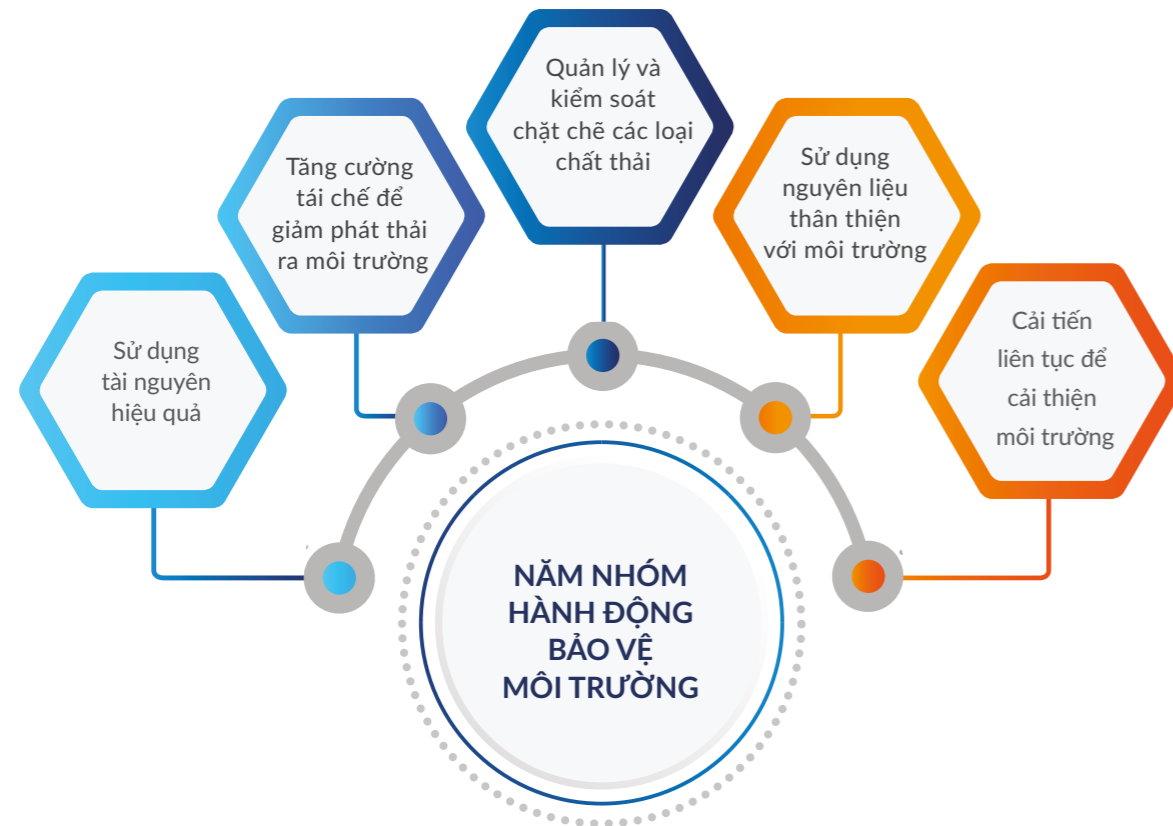 Sử dụng
tài nguyên
hiệu quả
Tăng cường
tái chế để
giảm phát thải
ra môi trường
Quản lý và
kiểm soát
chặt chẽ các loại
chất thải
Sử dụng
nguyên liệu
thân thiện
với môi trường
Cải tiến
liên tục để
cải thiện
môi trường
NĂM NHÓM
HÀNH ĐỘNG
BẢO VỆ
MÔI TRƯỜNG